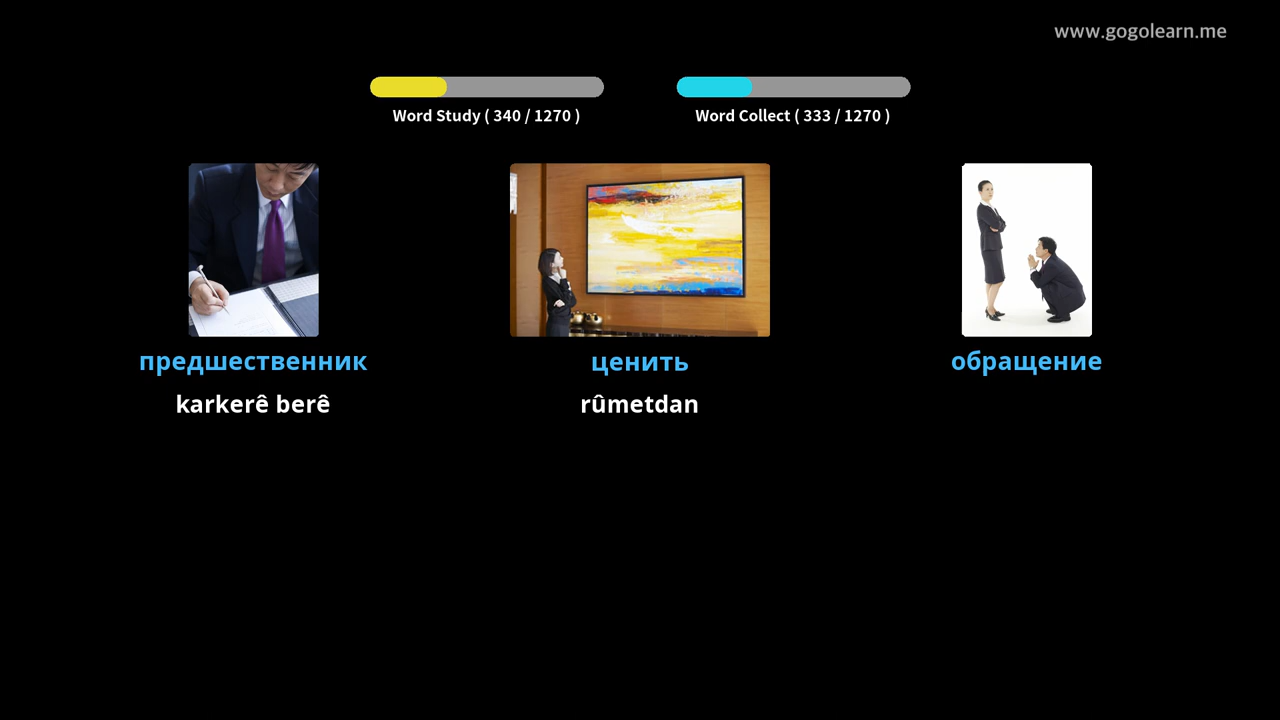 www.gogolearn.me
Word Study ( 340 / 1270 )
Word Collect ( 333 / 1270 )
предшественник
ценить
обращение
karkerê berê
rûmetdan